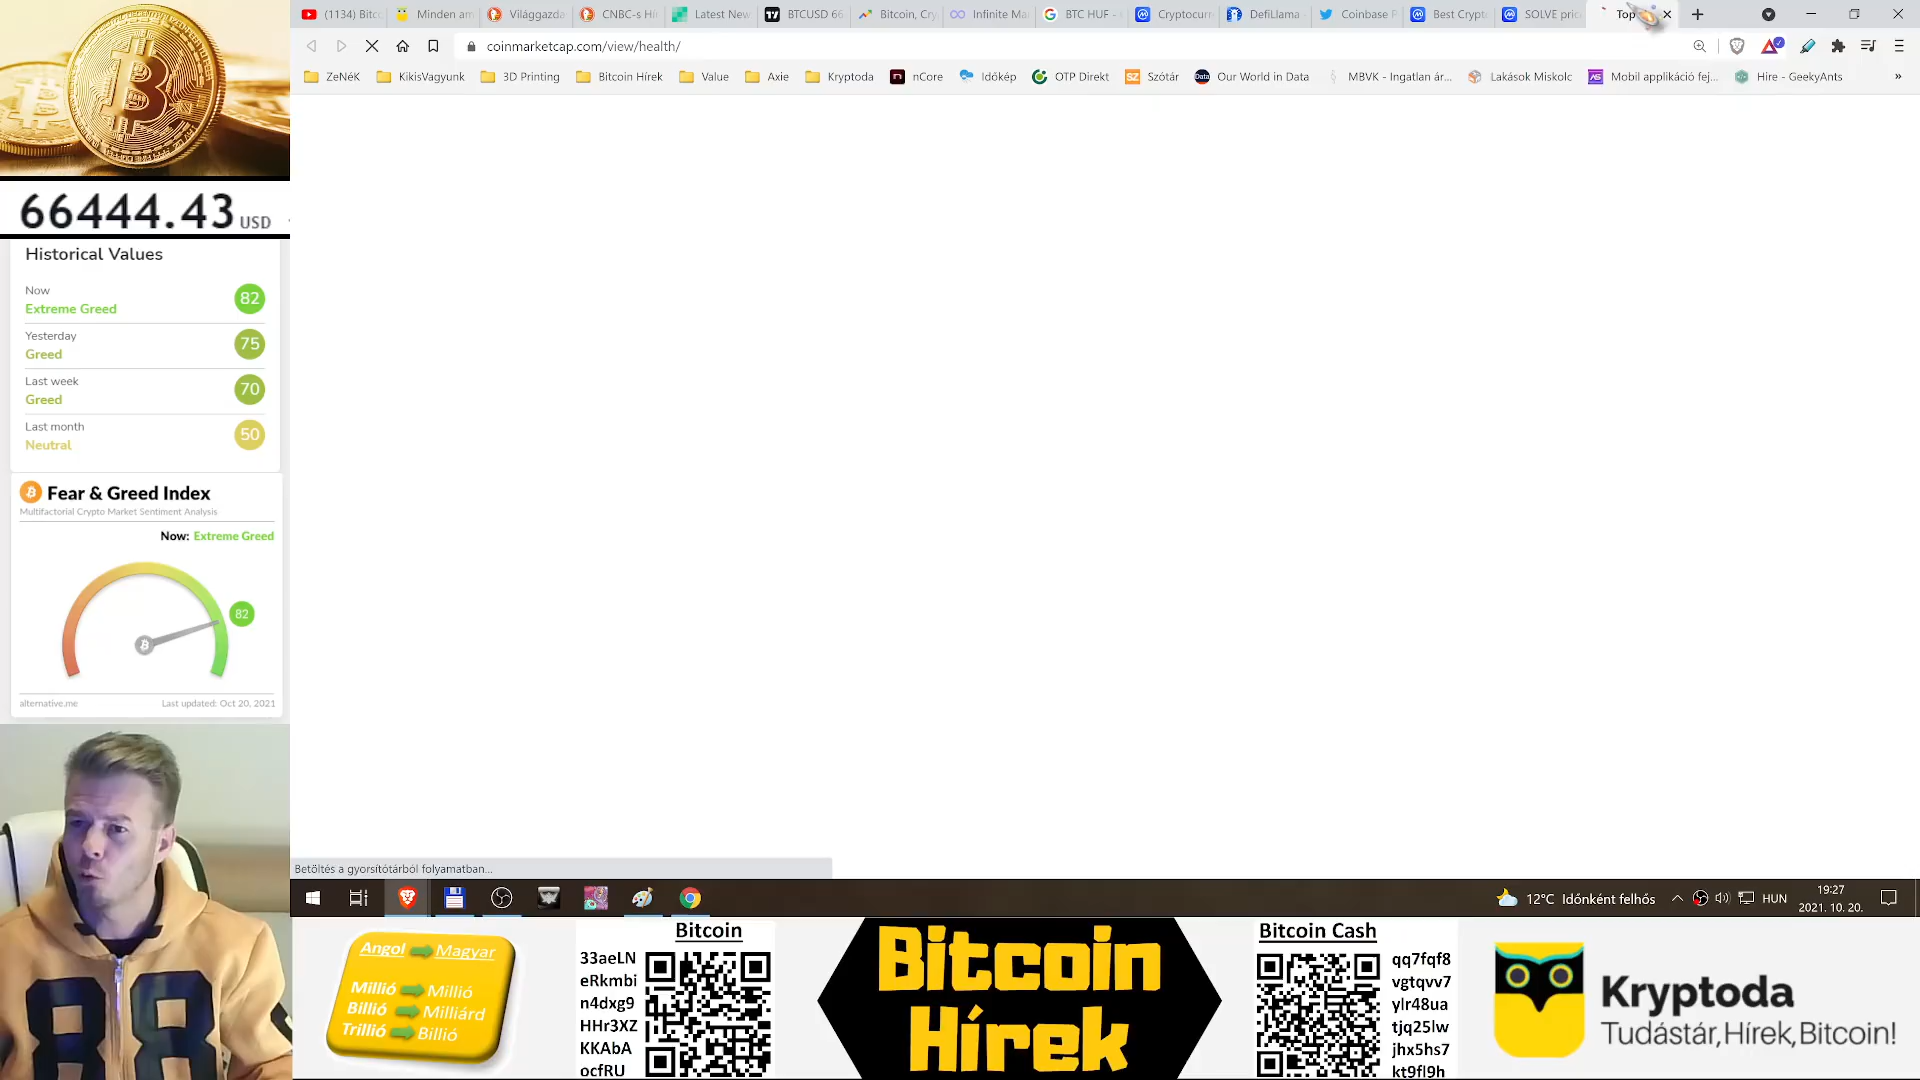 (1134) Bitc
Minden am
Világgazda
CNBC-s Hí
Latest New
BTCUSD 66
Bitcoin, Cry
Infinite Ma
BTC HUF -
Cryptocurr
DefiLlama -
Coinbase P
Best Crypt
SOLVE pric
Top
coinmarketcap.com/view/health/
ZeNéK
KikisVagyunk
3D Printing
Bitcoin Hírek
Value
Axie
Kryptoda
nCore
Időkép
OTP Direkt
Szótár
Our World in Data
MBVK - Ingatlan ár...
Lakások Miskolc
Mobil applikáció fej...
Hire - GeekyAnts
»
66444.43 USD
Historical Values
Now
Extreme Greed
82
Yesterday
Greed
75
Last week
Greed
70
Last month
Neutral
50
Fear & Greed Index
Multifactorial Crypto Market Sentiment Analysis
Now: Extreme Greed
82
alternative.me
Last updated: Oct 20, 2021
88
Betöltés a gyorsítótárból folyamatban...
12°C Időnként felhős
HUN
19:27
2021. 10. 20.
Angol Magyar
Millió Millió
Billió Milliárd
Trillió Billió
Bitcoin
33aeLN
eRkmbi
n4dxg9
HHr3XZ
KKAbA
ocfRU
Bitcoin
Hírek
Bitcoin Cash
qq7fqf8
vgtqvv7
ylr48ua
tjq25lw
jhx5hs7
kt9fl9h
Kryptoda
Tudástár,Hírek,Bitcoin!